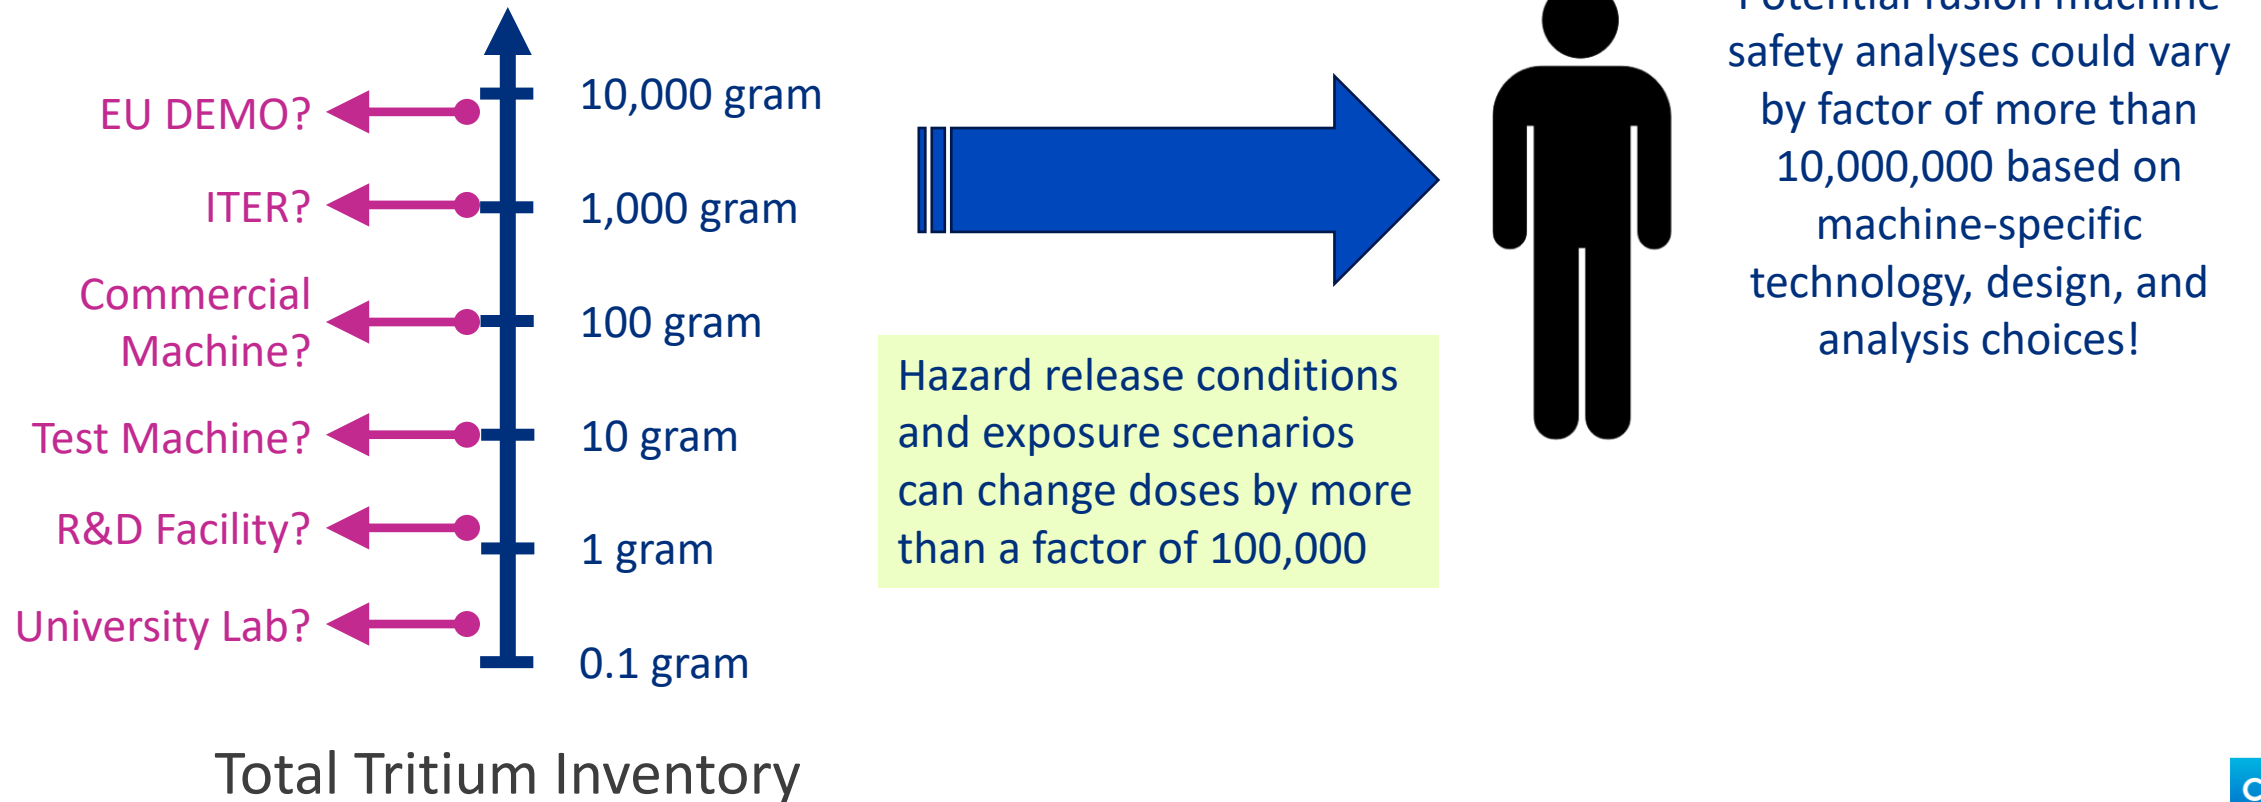 EU DEMO?
ITER?
Commercial
Machine?
Test Machine?
R&D Facility?
University Lab?
10,000 gram
1,000 gram
100 gram
10 gram
1 gram
0.1 gram
Total Tritium Inventory
Hazard release conditions
and exposure scenarios
can change doses by more
than a factor of 100,000
Potential fusion machine
safety analyses could vary
by factor of more than
10,000,000 based on
machine-specific
technology, design, and
analysis choices!